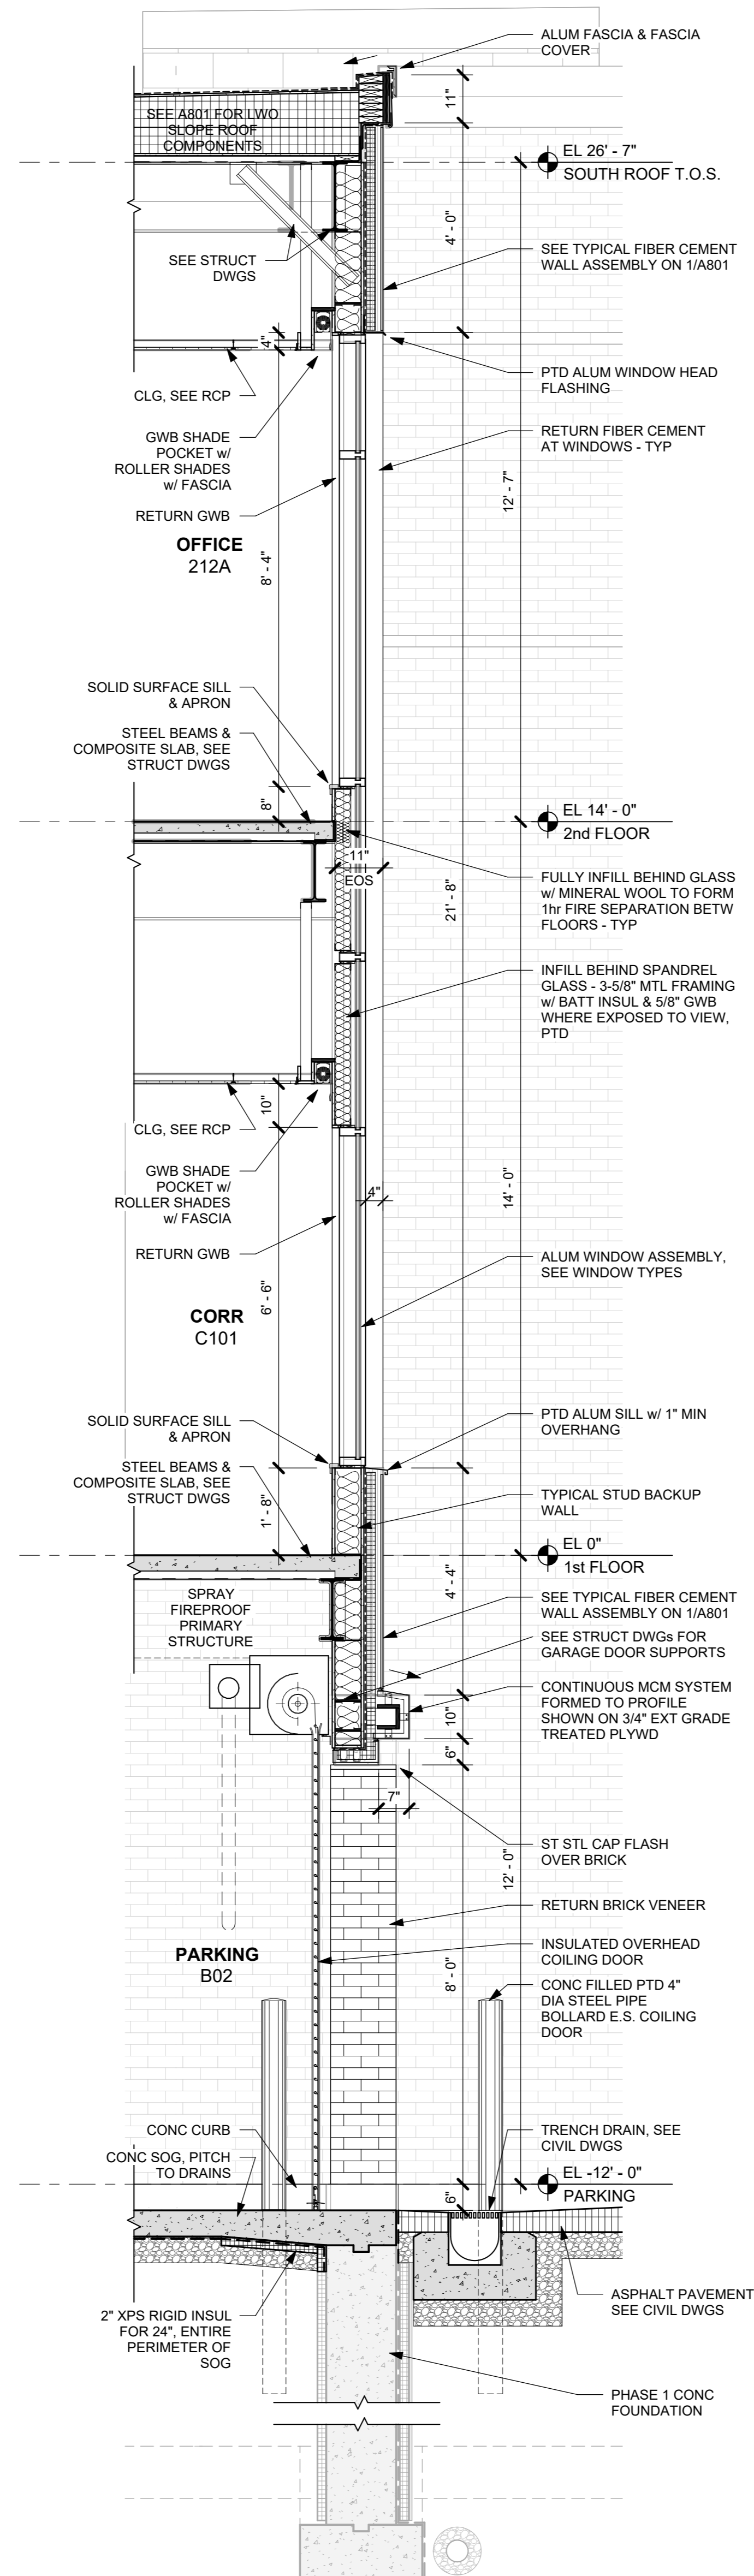 ALUM FASCIA & FASCIA
COVER
11"
SEE A801 FOR LWO
SLOPE ROOF
COMPONENTS
EL 26' - 7"
SOUTH ROOF T.O.S.
4' - 0"
SEE STRUCT
DWGS
SEE TYPICAL FIBER CEMENT
WALL ASSEMBLY ON 1/A801
4"
CLG, SEE RCP
PTD ALUM WINDOW HEAD
FLASHING
GWB SHADE
POCKET w/
ROLLER SHADES
w/ FASCIA
RETURN FIBER CEMENT
AT WINDOWS - TYP
12' - 7"
RETURN GWB
OFFICE
212A
8' - 4"
SOLID SURFACE SILL
& APRON
STEEL BEAMS &
COMPOSITE SLAB, SEE
STRUCT DWGS
8"
EL 14' - 0"
2nd FLOOR
11"
EOS
21' - 8"
FULLY INFILL BEHIND GLASS
w/ MINERAL WOOL TO FORM
1hr FIRE SEPARATION BETW
FLOORS - TYP
INFILL BEHIND SPANDREL
GLASS - 3-5/8" MTL FRAMING
w/ BATT INSUL & 5/8" GWB
WHERE EXPOSED TO VIEW,
PTD
10"
CLG, SEE RCP
GWB SHADE
POCKET w/
ROLLER SHADES
w/ FASCIA
4"
14' - 0"
RETURN GWB
ALUM WINDOW ASSEMBLY,
SEE WINDOW TYPES
CORR
C101
6' - 6"
SOLID SURFACE SILL
& APRON
PTD ALUM SILL w/ 1" MIN
OVERHANG
STEEL BEAMS &
COMPOSITE SLAB, SEE
STRUCT DWGS
TYPICAL STUD BACKUP
WALL
1' - 8"
EL 0"
1st FLOOR
4' - 4"
SPRAY
FIREPROOF
PRIMARY
STRUCTURE
SEE TYPICAL FIBER CEMENT
WALL ASSEMBLY ON 1/A801
SEE STRUCT DWGs FOR
GARAGE DOOR SUPPORTS
CONTINUOUS MCM SYSTEM
FORMED TO PROFILE
SHOWN ON 3/4" EXT GRADE
TREATED PLYWD
10"
6"
7"
ST STL CAP FLASH
OVER BRICK
12' - 0"
RETURN BRICK VENEER
PARKING
B02
INSULATED OVERHEAD
COILING DOOR
8' - 0"
CONC FILLED PTD 4"
DIA STEEL PIPE
BOLLARD E.S. COILING
DOOR
CONC CURB
CONC SOG, PITCH
TO DRAINS
TRENCH DRAIN, SEE
CIVIL DWGS
EL -12' - 0"
PARKING
6"
2" XPS RIGID INSUL
FOR 24", ENTIRE
PERIMETER OF
SOG
ASPHALT PAVEMENT
SEE CIVIL DWGS
PHASE 1 CONC
FOUNDATION